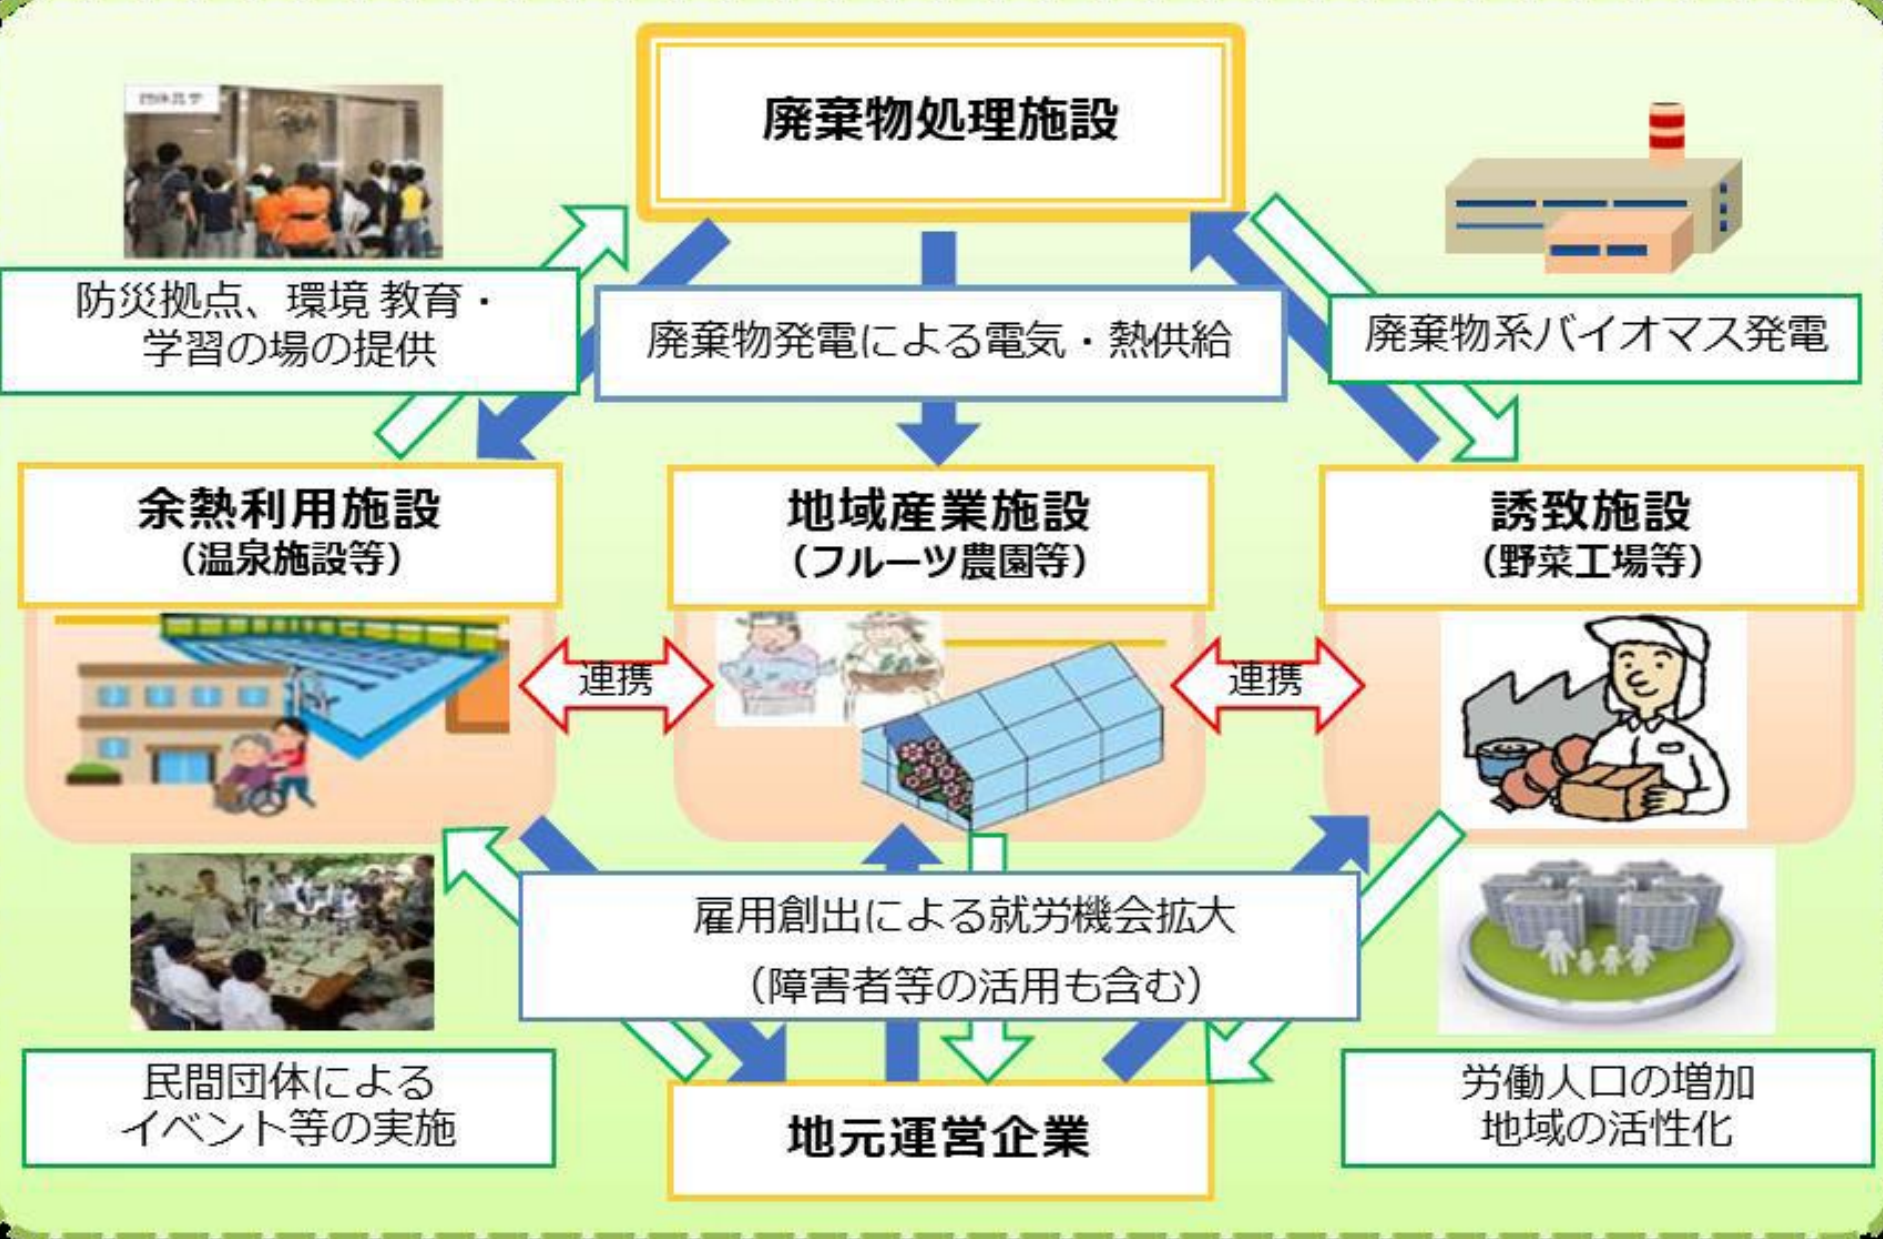 廃棄物処理施設
防災拠点、環境 教育・
学習の場の提供
廃棄物発電による電気・熱供給
廃棄物系バイオマス発電
余熱利用施設
（温泉施設等）
地域産業施設
（フルーツ農園等）
誘致施設
（野菜工場等）
連携
連携
雇用創出による就労機会拡大
（障害者等の活用も含む）
民間団体による
イベント等の実施
地元運営企業
労働人口の増加
地域の活性化